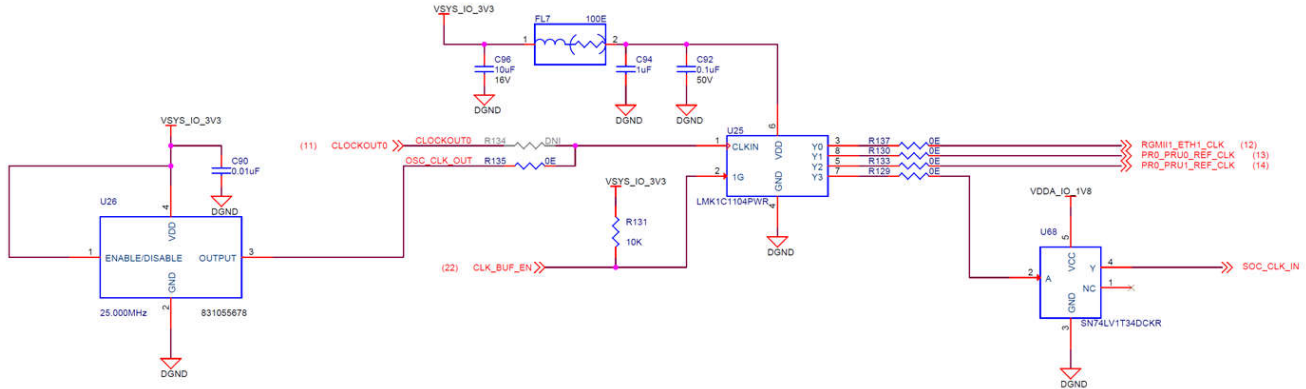 VSYS_IO_3V3
FL7 100E
1 2
C96
10uF
16V
C94
1uF
C92
0.1uF
50V
DGND
DGND
DGND
VSYS_IO_3V3
C90
0.01uF
DGND
U26
4
VDD
1 ENABLE/DISABLE OUTPUT 3
GND
2
25.000MHz 831055678
DGND
(11) CLOCKOUT0 CLOCKOUT0 R134 DNI
OSC_CLK_OUT R135 0E
VSYS_IO_3V3
R131
10K
(22) CLK_BUF_EN
U25
6
VDD
1 CLKIN
2 1G
GND
4
LMK1C1104PWR
DGND
Y0 3 R137 0E RGMII1_ETH1_CLK (12)
Y1 8 R130 0E PR0_PRU0_REF_CLK (13)
Y2 5 R133 0E PR0_PRU1_REF_CLK (14)
Y3 7 R129 0E
VDDA_IO_1V8
U68
5
VCC
2 A
Y 4 SOC_CLK_IN
NC 1
GND
3
SN74LV1T34DCKR
DGND